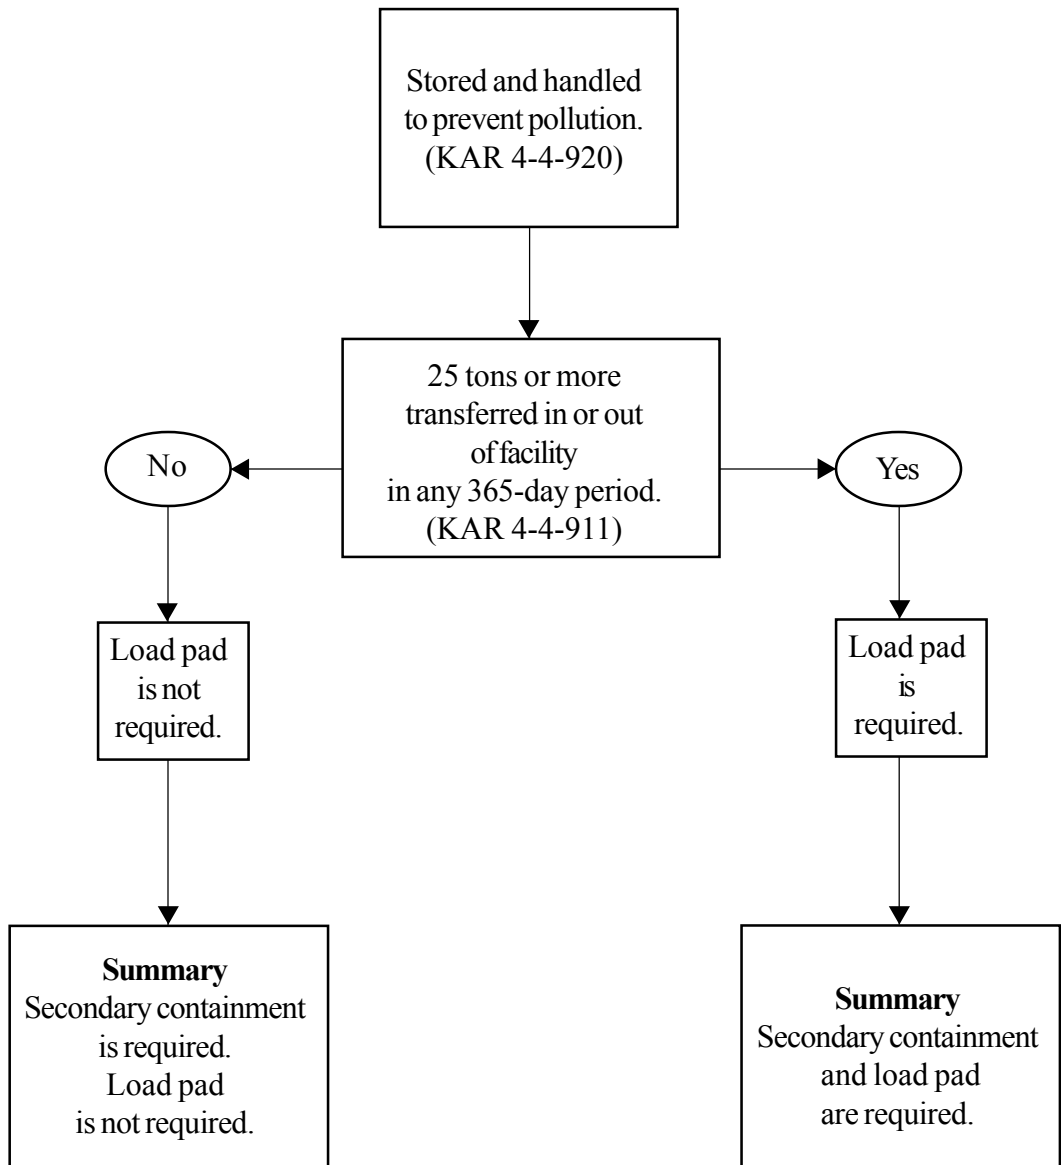 Stored and handled
to prevent pollution.
(KAR 4-4-920)
25 tons or more
transferred in or out
of facility
in any 365-day period.
(KAR 4-4-911)
No
Yes
Load pad
is not
required.
Load pad
is
required.
Summary
Secondary containment
is required.
Load pad
is not required.
Summary
Secondary containment
and load pad
are required.